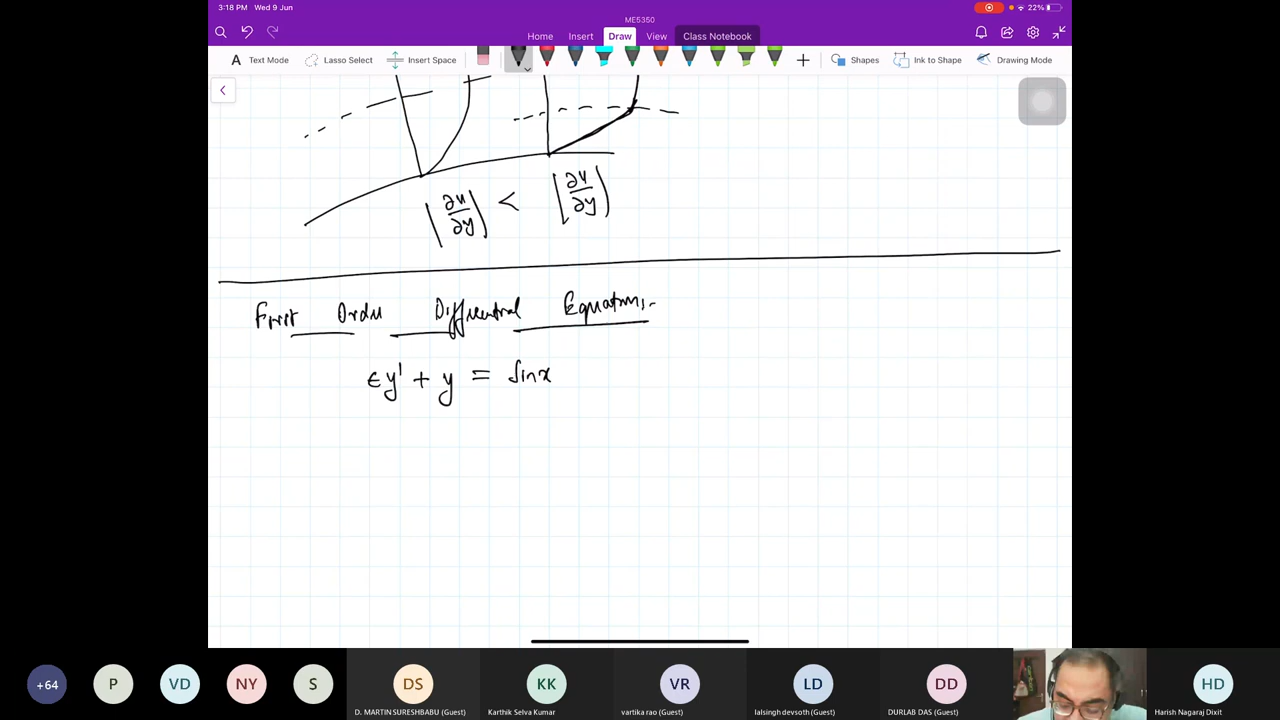 3:18 PM Wed 9 Jun
22%
ME5350
Home Insert Draw View Class Notebook
Text Mode Lasso Select Insert Space Shapes Ink to Shape Drawing Mode
|∂u/∂y| < |∂u/∂y|
First Order Differential Equations.
ϵy' + y = sinx
+64 P VD NY S DS KK VR LD DD HD
D. MARTIN SURESHBABU (Guest) Karthik Selva Kumar vartika rao (Guest) lalsingh devsoth (Guest) DURLAB DAS (Guest) Harish Nagaraj Dixit